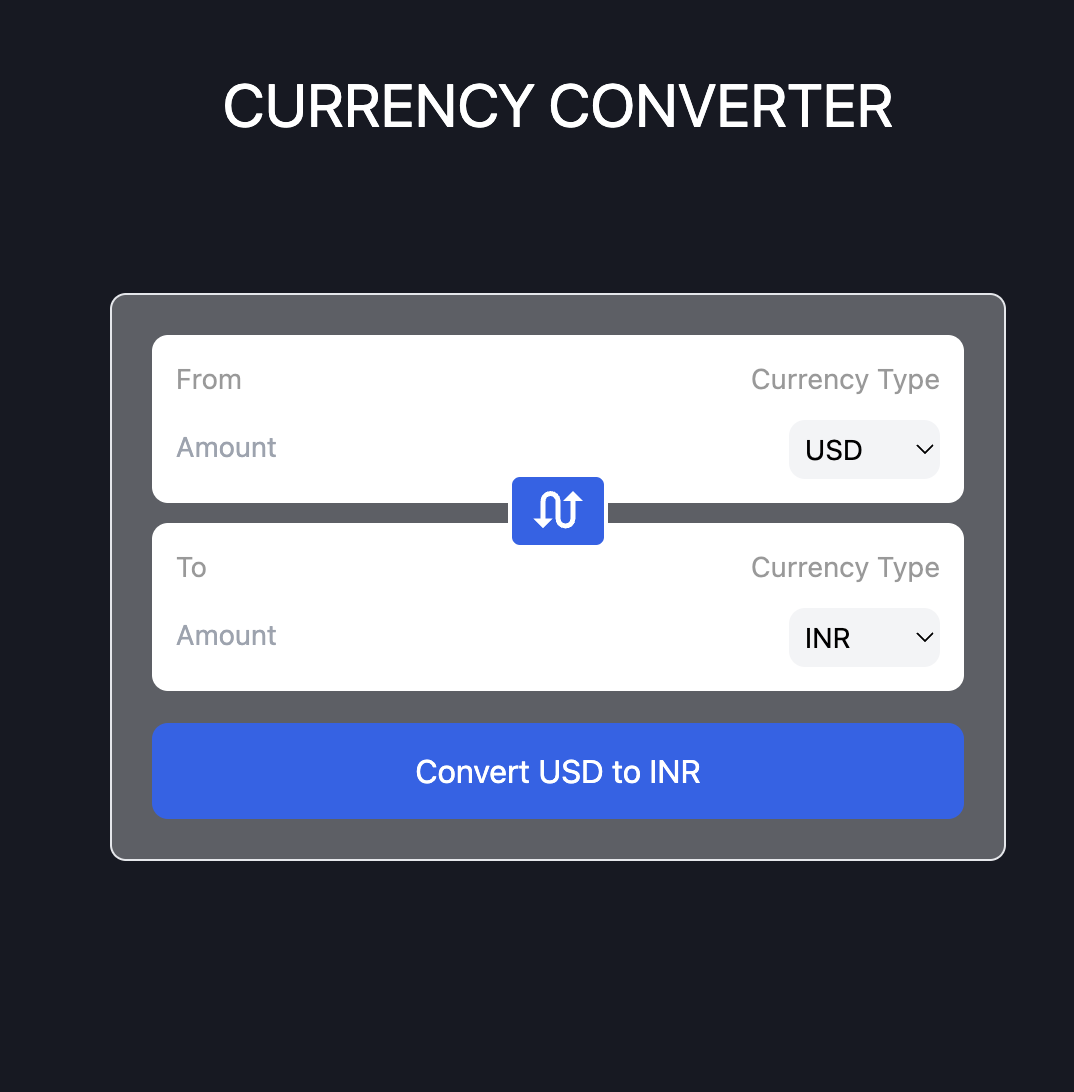 CURRENCY CONVERTER
From Currency Type
Amount USD
To Currency Type
Amount INR
Convert USD to INR